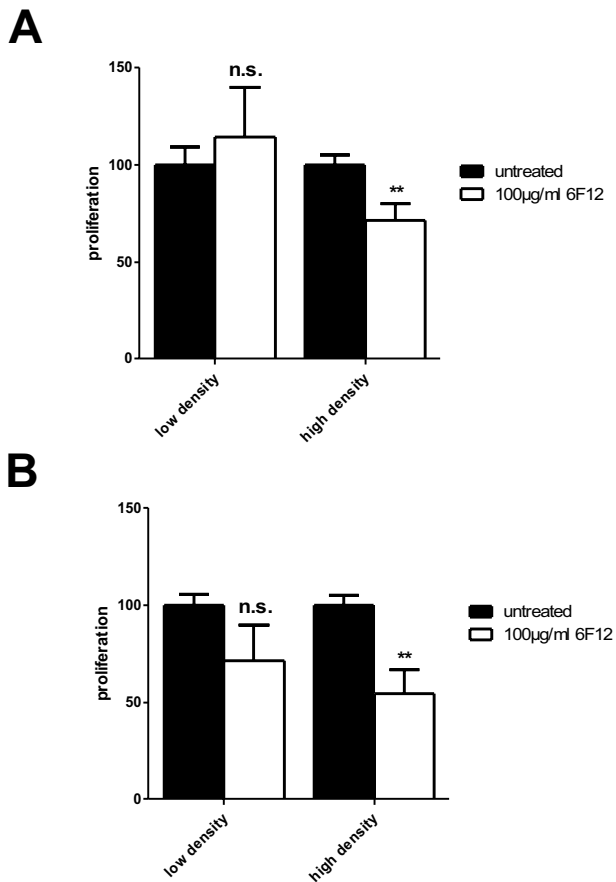 A
150
100
50
0
proliferation
n.s.
**
low density
high density
untreated
100µg/ml 6F12
B
150
100
50
0
proliferation
n.s.
**
low density
high density
untreated
100µg/ml 6F12